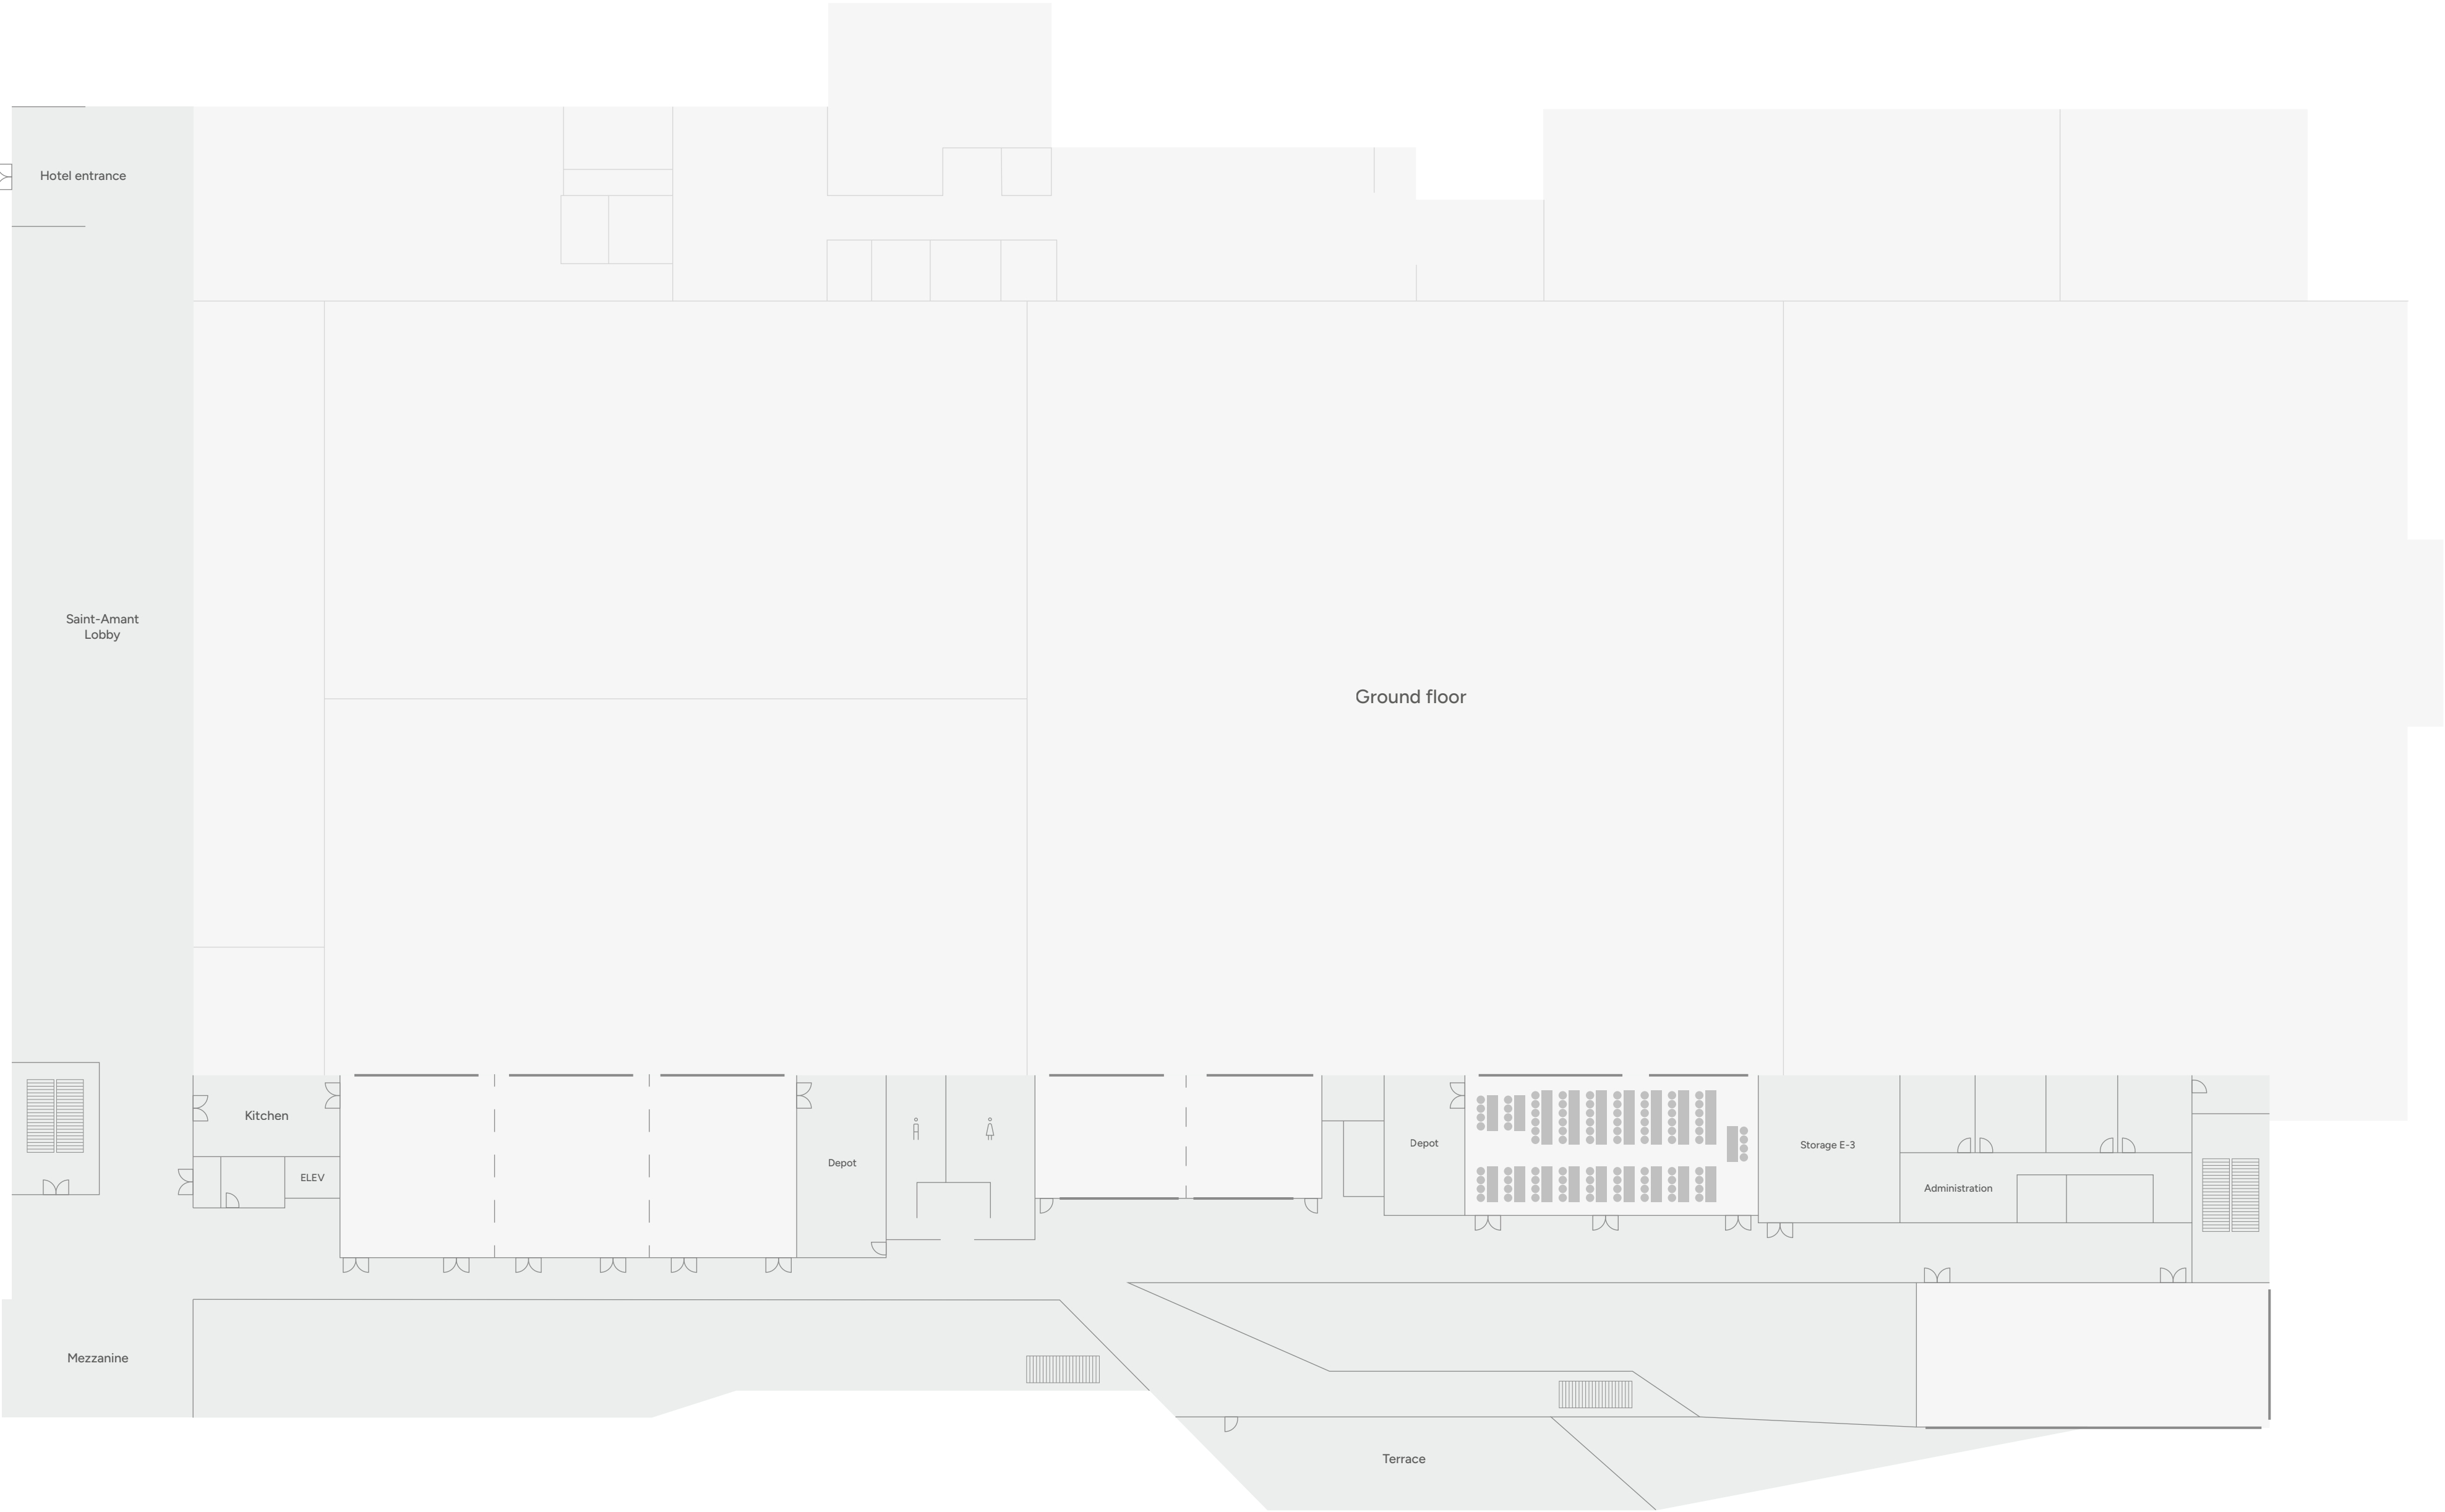 Hotel entrance
Saint-Amant
Lobby
Ground floor
Kitchen
ELEV
Depot
Depot
Storage E-3
Administration
Mezzanine
Terrace